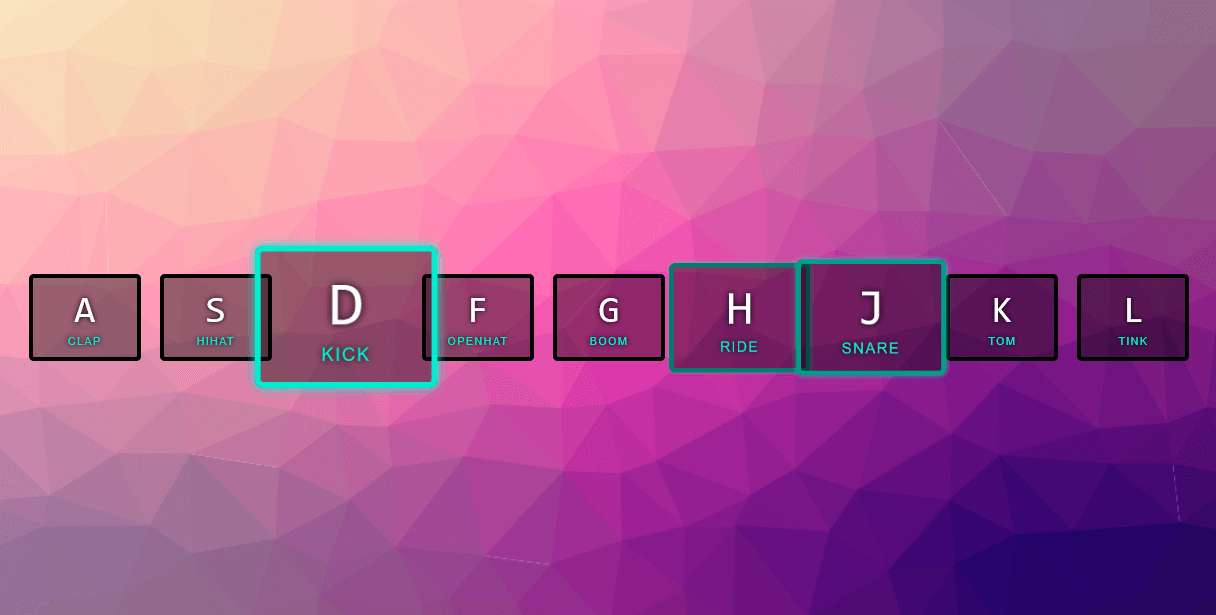 A S D F G H J K L
CLAP HIHAT KICK OPENHAT BOOM RIDE SNARE TOM TINK